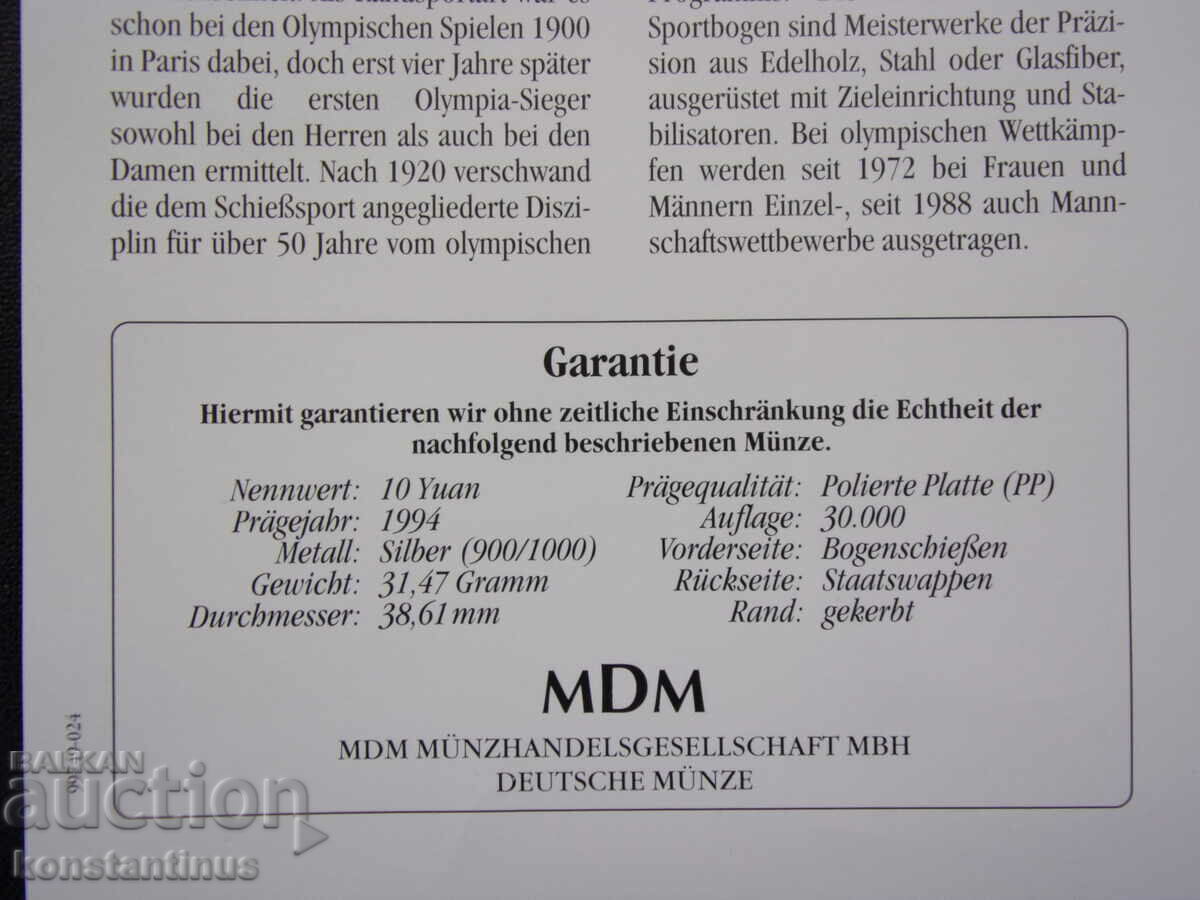 schon bei den Olympischen Spielen 1900
in Paris dabei, doch erst vier Jahre später
wurden die ersten Olympia-Sieger
sowohl bei den Herren als auch bei den
Damen ermittelt. Nach 1920 verschwand
die dem Schießsport angegliederte Diszi-
plin für über 50 Jahre vom olympischen
Sportbogen sind Meisterwerke der Präzi-
sion aus Edelholz, Stahl oder Glasfiber,
ausgerüstet mit Zieleinrichtung und Sta-
bilisatoren. Bei olympischen Wettkämp-
fen werden seit 1972 bei Frauen und
Männern Einzel-, seit 1988 auch Mann-
schaftswettbewerbe ausgetragen.
Garantie
Hiermit garantieren wir ohne zeitliche Einschränkung die Echtheit der
nachfolgend beschriebenen Münze.
Nennwert: 10 Yuan
Prägejahr: 1994
Metall: Silber (900/1000)
Gewicht: 31,47 Gramm
Durchmesser: 38,61 mm
Prägequalität: Polierte Platte (PP)
Auflage: 30.000
Vorderseite: Bogenschießen
Rückseite: Staatswappen
Rand: gekerbt
MDM
MDM MÜNZHANDELSGESELLSCHAFT MBH
DEUTSCHE MÜNZE
BALKAN
auction
konstantinus